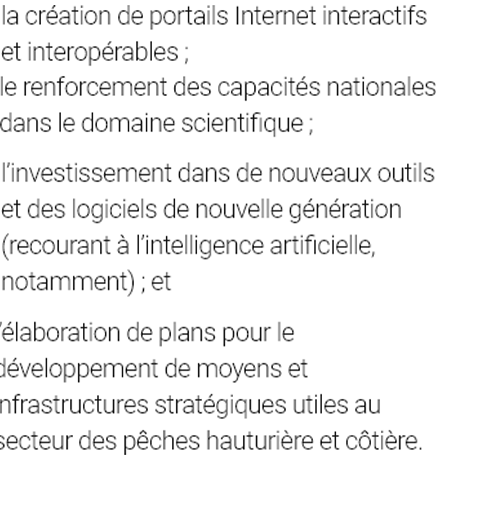 la création de portails Internet interactifs
et interopérables ;
le renforcement des capacités nationales
dans le domaine scientifique ;
l'investissement dans de nouveaux outils
et des logiciels de nouvelle génération
(recourant à l'intelligence artificielle,
notamment) ; et
'élaboration de plans pour le
développement de moyens et
nfrastructures stratégiques utiles au
secteur des pêches hauturière et côtière.